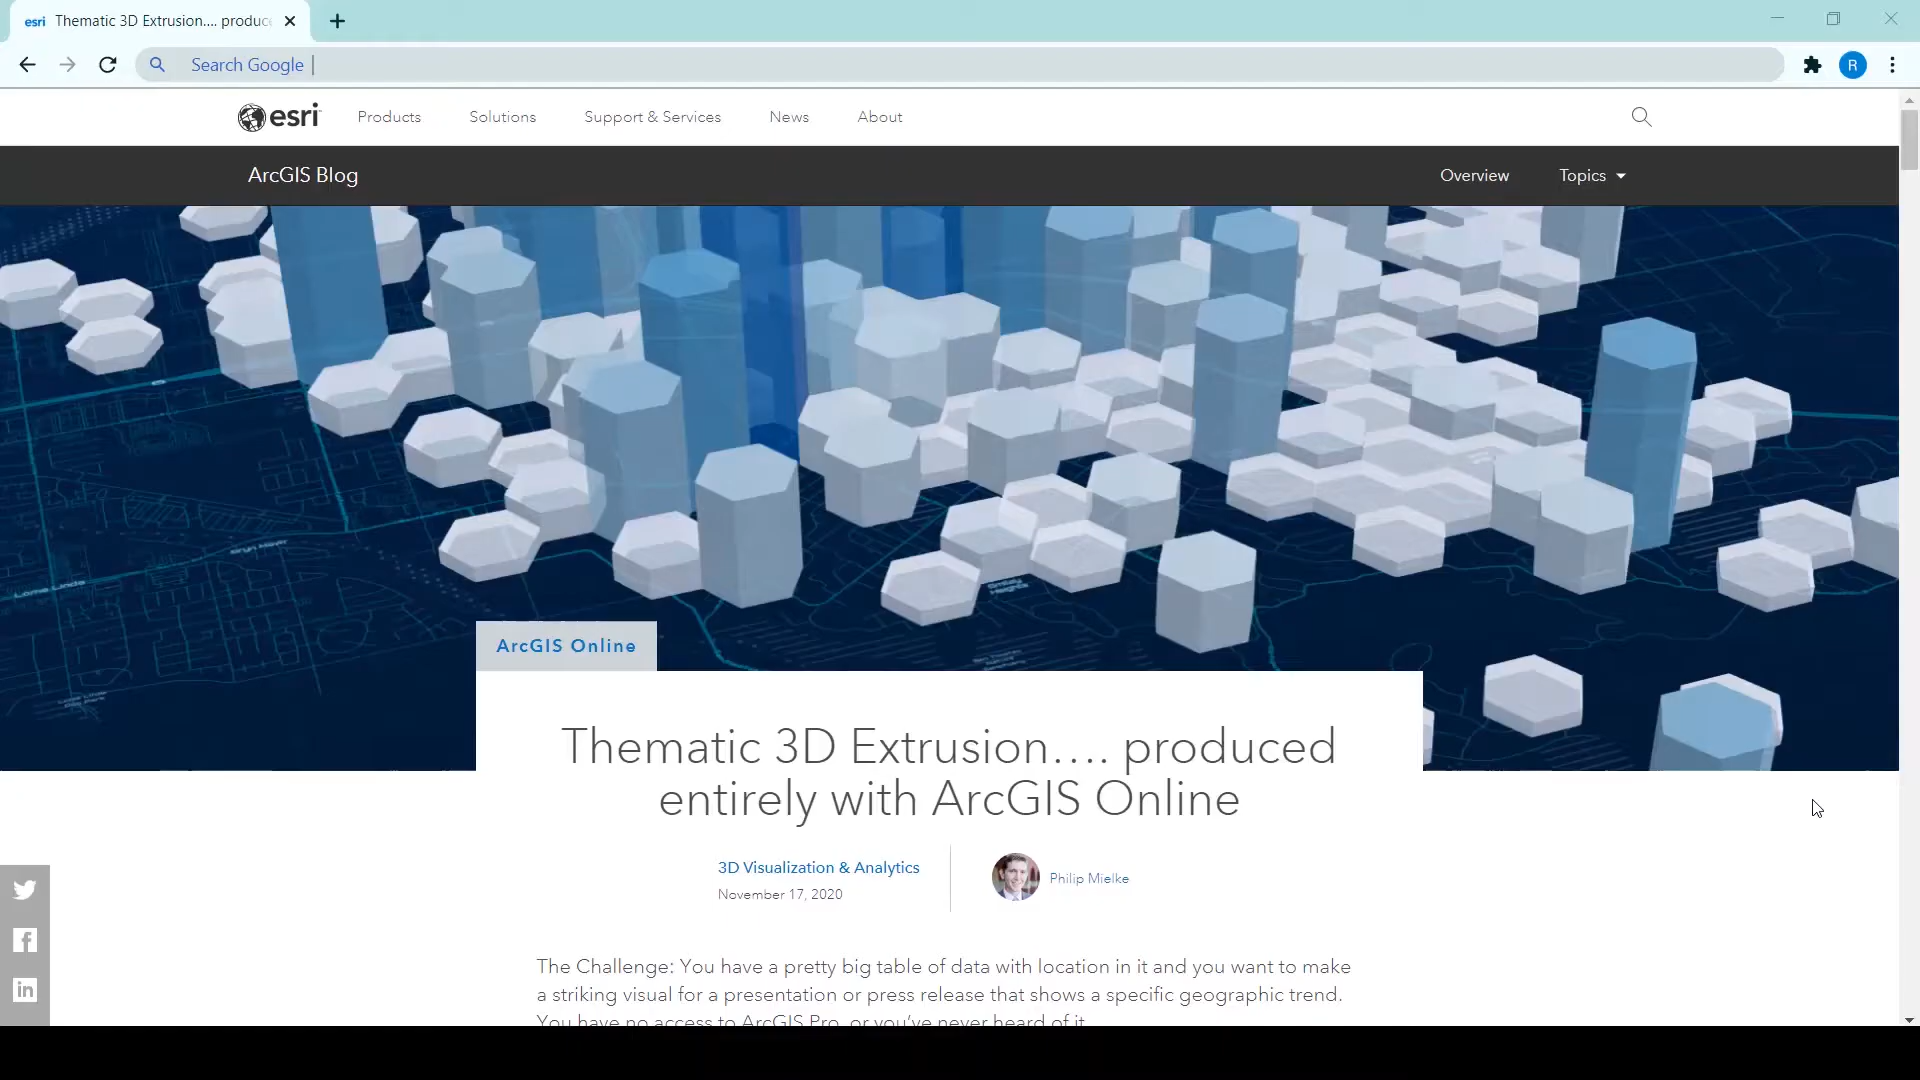 esri Thematic 3D Extrusion.... produc
Search Google
esri Products Solutions Support & Services News About
ArcGIS Blog Overview Topics
Loma Linda
ArcGIS Online
Thematic 3D Extrusion.... produced
entirely with ArcGIS Online
3D Visualization & Analytics
November 17, 2020
Philip Mielke
R
The Challenge: You have a pretty big table of data with location in it and you want to make
a striking visual for a presentation or press release that shows a specific geographic trend.
You have no access to ArcGIS Pro, or you've never heard of it.